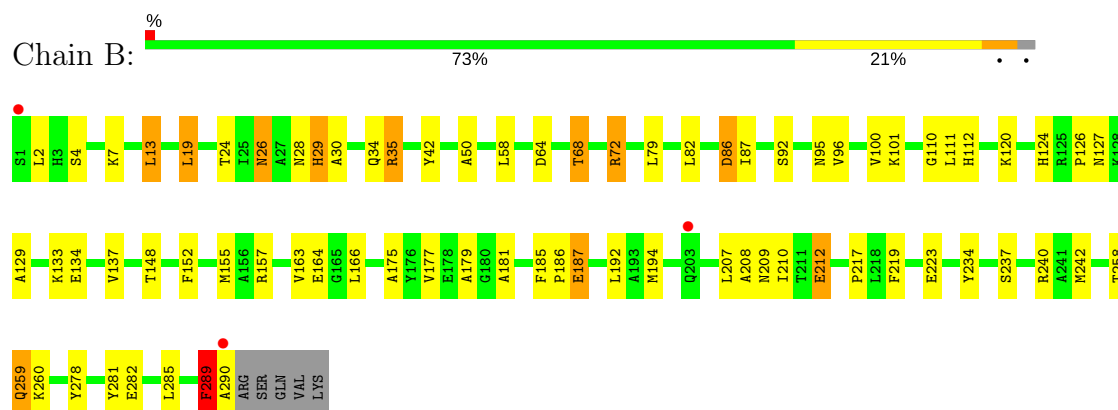 %
Chain B:
73% 21% • •
S1 L2 H3 S4 K7 L13 L19 T24 I25 N26 A27 N28 H29 A30 Q34 R35 Y42 A50 L58 D64 T68 R72 L79 L82 D86 I87 S92 N95 V96 V100 K101 G110 L111 H112 K120 H124 R125 P126 N127 K128
A129 K133 E134 V137 T148 F152 M155 A156 R157 V163 E164 G165 L166 A175 Y176 V177 E178 A179 G180 A181 F185 P186 E187 L192 A193 M194 Q203 L207 A208 N209 I210 T211 E212 P217 L218 F219 E223 Y234 S237 R240 A241 M242 T258
Q259 K260 Y278 Y281 E282 L285 F289 A290 ARG SER GLN VAL LYS